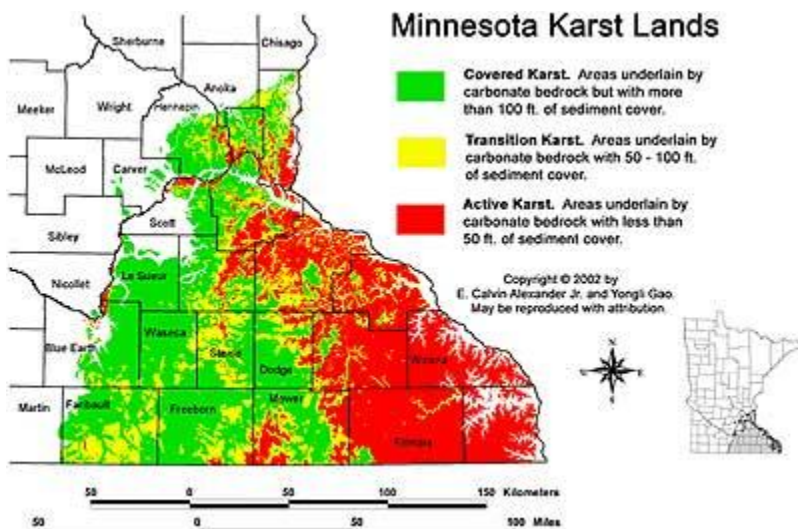 Minnesota Karst Lands
Sherburne
Chisago
Anoka
Meeker
Wright
Hennepin
McLeod
Carver
Scott
Sibley
Nicollet
Le Sueur
Blue Earth
Waseca
Steele
Dodge
Winona
Martin
Faribault
Freeborn
Mower
Fillmore
Covered Karst. Areas underlain by
carbonate bedrock but with more
than 100 ft. of sediment cover.
Transition Karst. Areas underlain by
carbonate bedrock with 50 - 100 ft.
of sediment cover.
Active Karst. Areas underlain by
carbonate bedrock with less than
50 ft. of sediment cover.
Copyright © 2002 by
E. Calvin Alexander Jr. and Yongli Gao.
May be reproduced with attribution.
N
W E
S
50 0 50 100 150 Kilometers
50 0 50 100 Miles